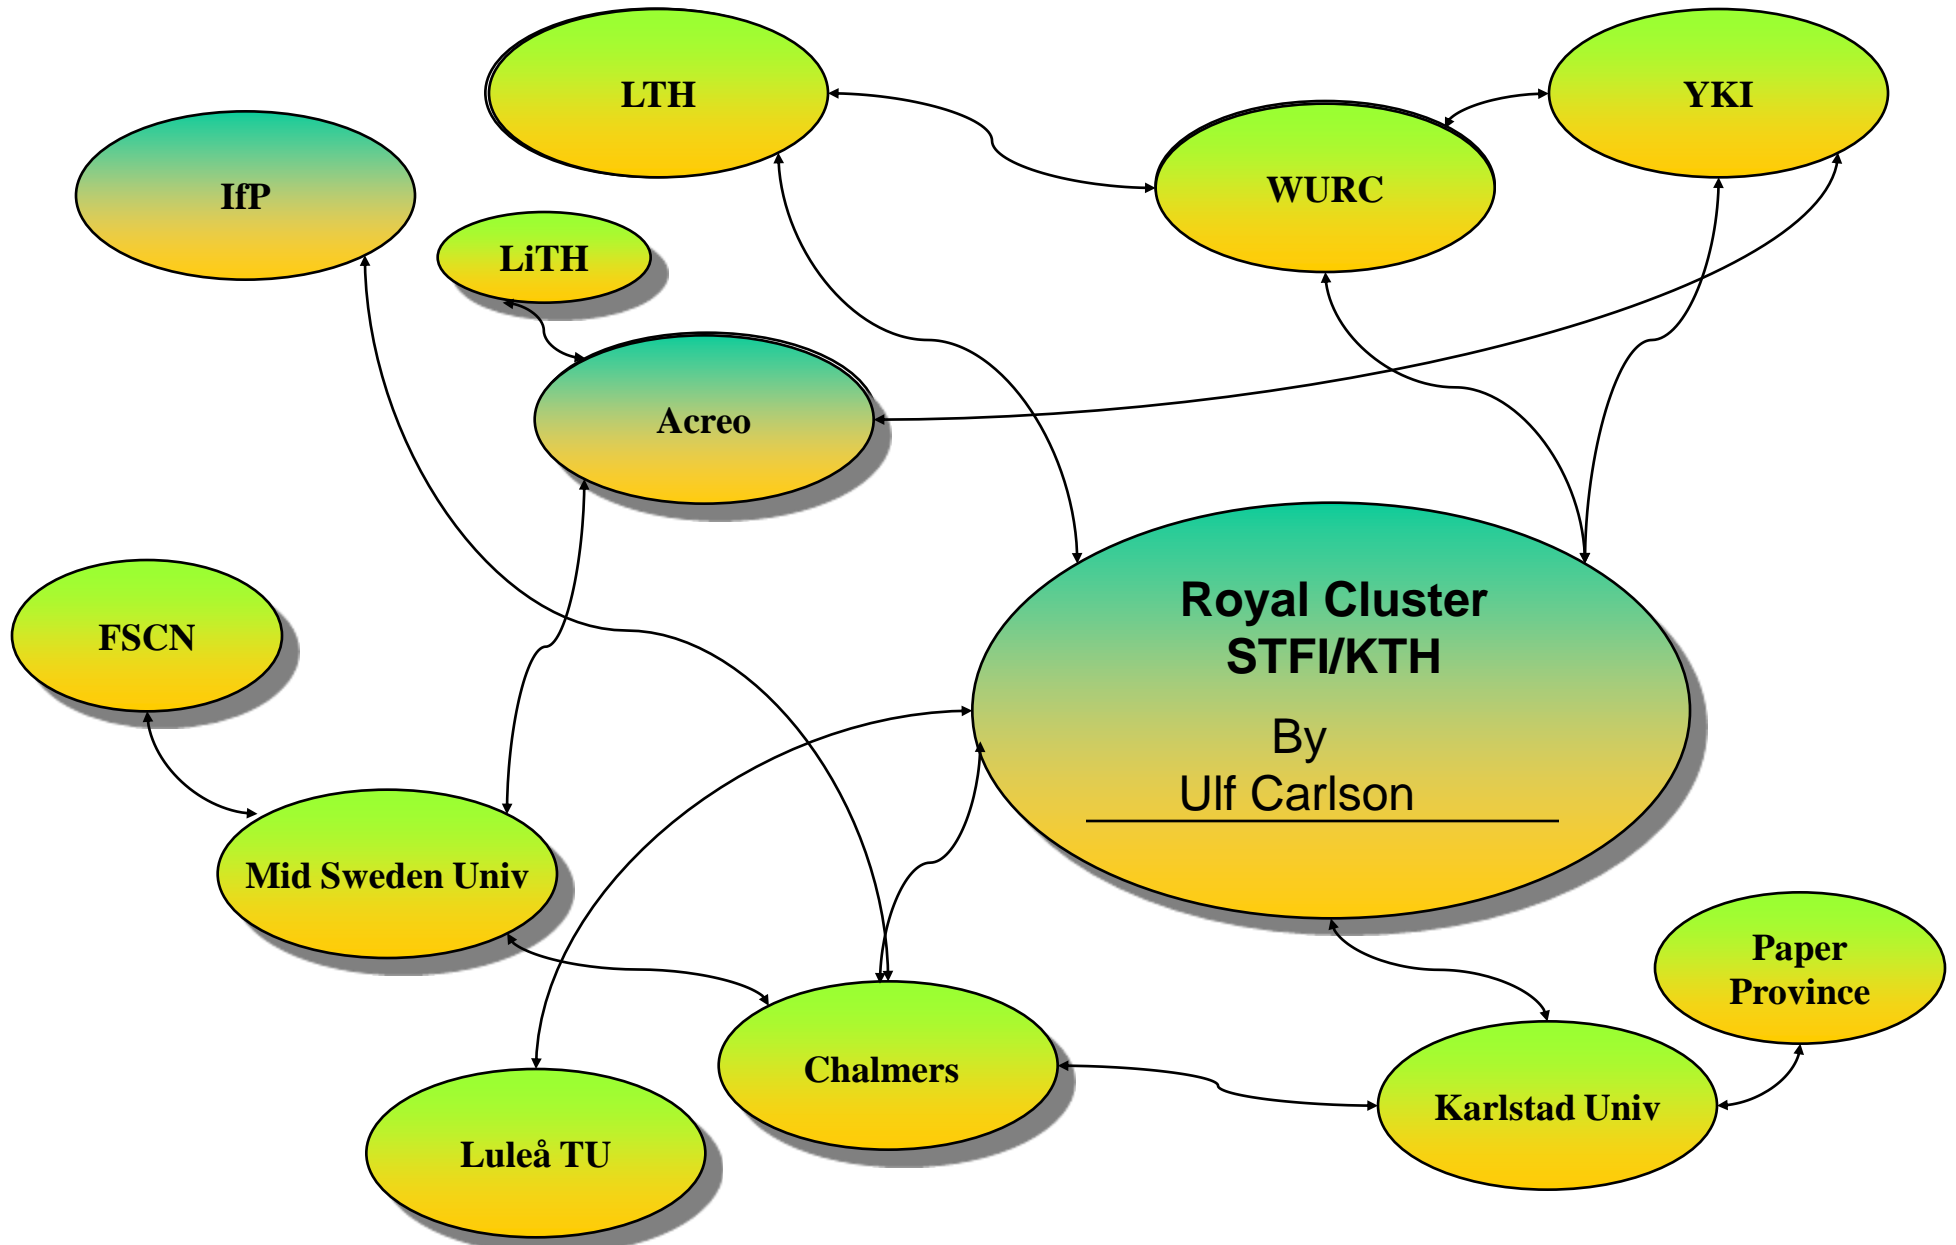 LTH
YKI
WURC
IfP
LiTH
Acreo
Royal Cluster
STFI/KTH
By
Ulf Carlson
FSCN
Mid Sweden Univ
Paper
Province
Chalmers
Karlstad Univ
Luleå TU